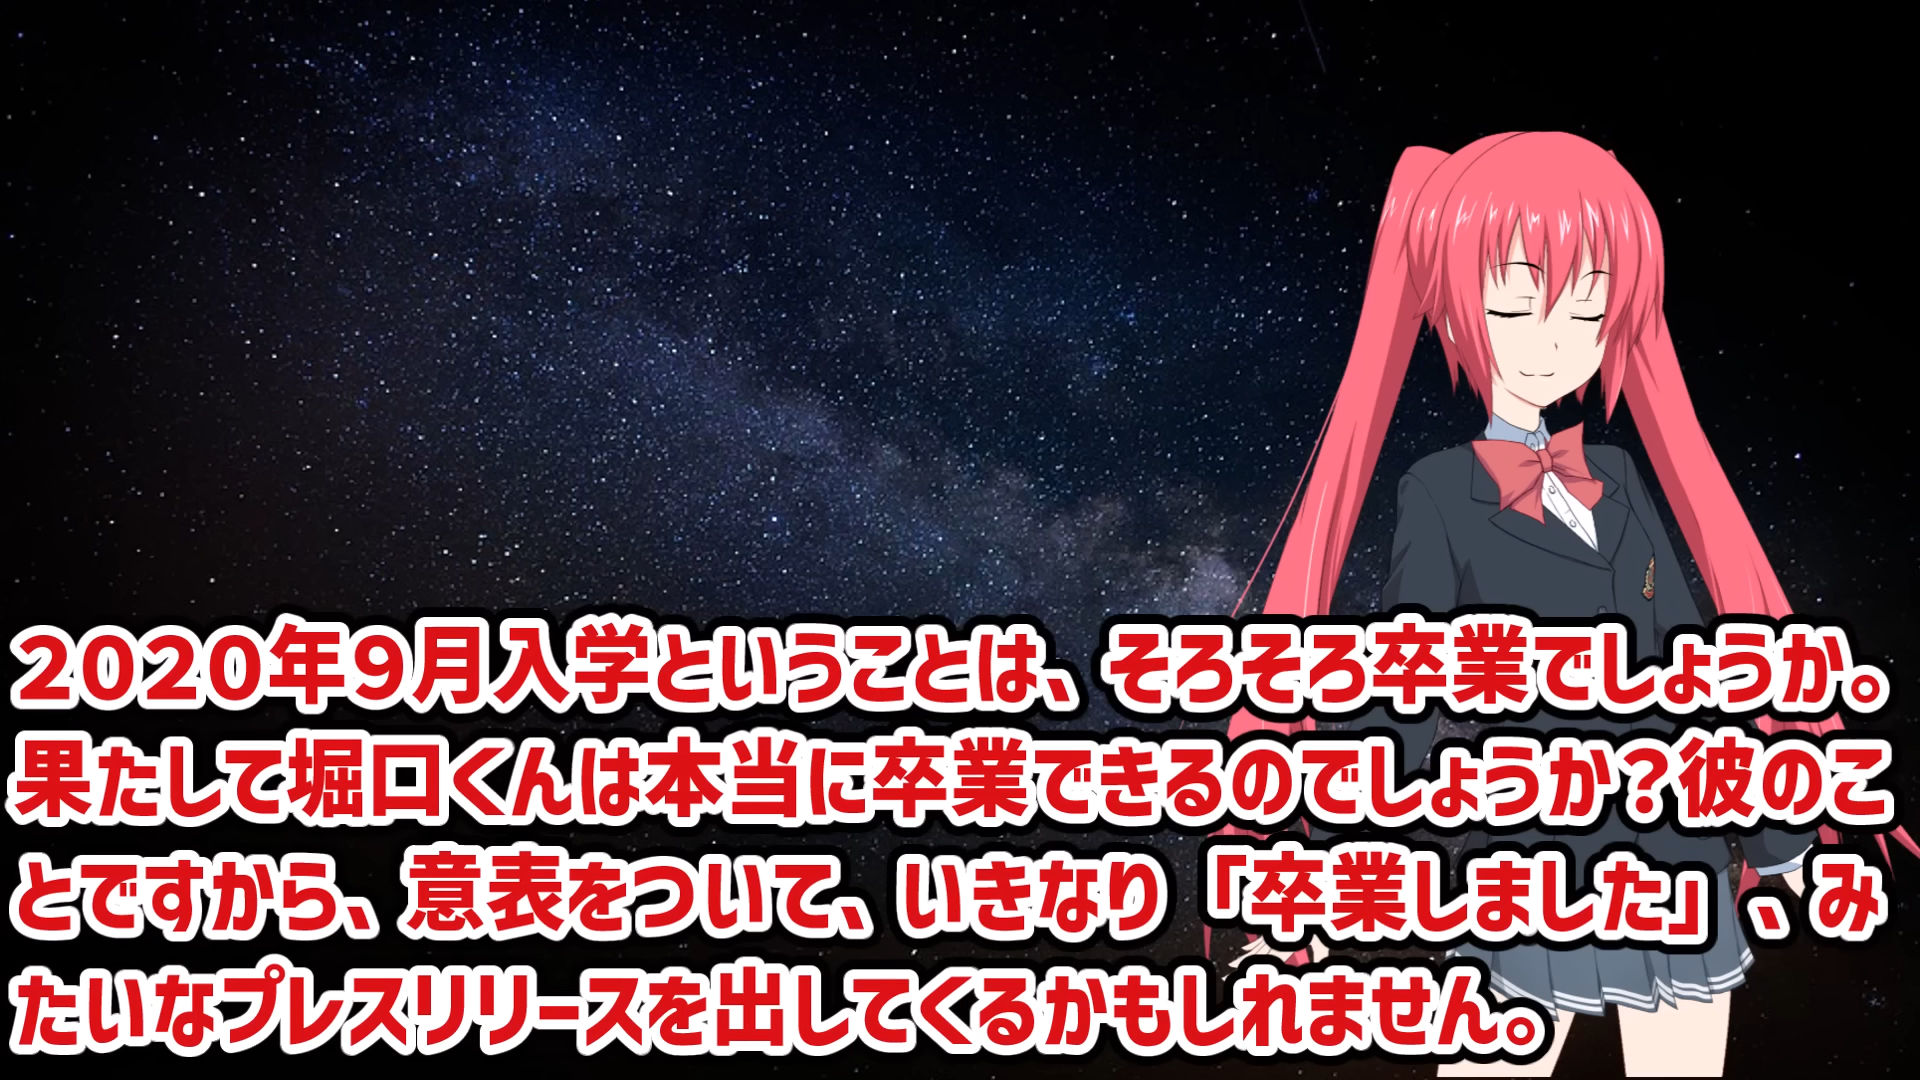 ２０２０年９月入学ということは、そろそろ卒業でしょうか。
果たして堀口くんは本当に卒業できるのでしょうか？彼のこ
とですから、意表をついて、いきなり「卒業しました」、み
たいなプレスリリースを出してくるかもしれません。